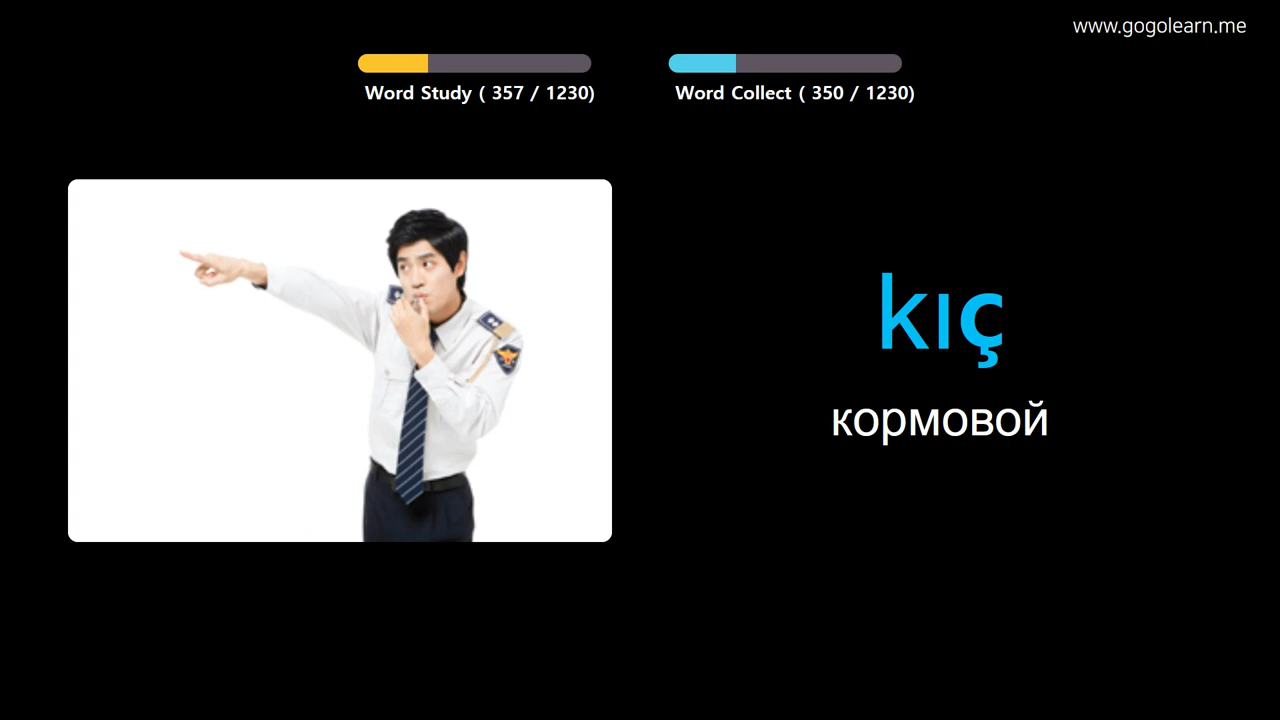 www.gogolearn.me
Word Study ( 357 / 1230)
Word Collect ( 350 / 1230)
kıç
кормовой